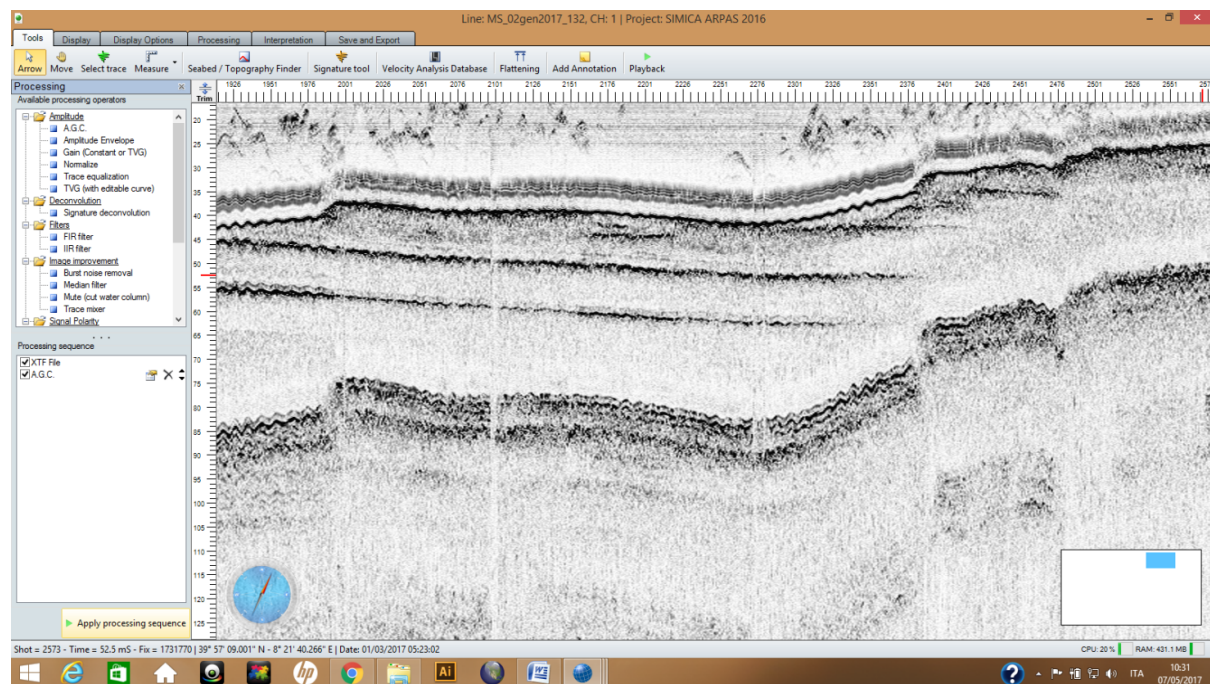 Line: MS_02gen2017_132, CH: 1 | Project: SIMICA ARPAS 2016
Tools Display Display Options Processing Interpretation Save and Export
Arrow Move Select trace Measure Seabed / Topography Finder Signature tool Velocity Analysis Database Flattening Add Annotation Playback
Processing
Available processing operators
Amplitude
A.G.C.
Amplitude Envelope
Gain (Constant or TVG)
Normalize
Trace equalization
TVG (with editable curve)
Deconvolution
Signature deconvolution
Filters
FIR filter
IIR filter
Image improvement
Burst noise removal
Median filter
Mute (cut water column)
Trace mixer
Signal Polarity
Processing sequence
XTF File
A.G.C.
Apply processing sequence
Trim
1926 1951 1976 2001 2026 2051 2076 2101 2126 2151 2176 2201 2226 2251 2276 2301 2326 2351 2376 2401 2426 2451 2476 2501 2526 2551 257
20
25
30
35
40
45
50
55
60
65
70
75
80
85
90
95
100
105
110
115
120
125
Shot = 2573 - Time = 52.5 mS - Fix = 1731770 | 39° 57' 09.001" N - 8° 21' 40.266" E | Date: 01/03/2017 05:23:02
CPU: 20 % RAM: 431.1 MB
hp
Ai
W
?
ITA
10:31
07/05/2017